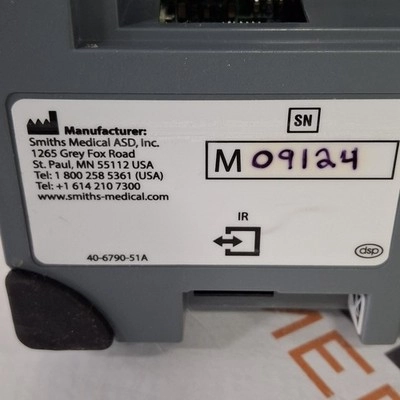 Manufacturer:
Smiths Medical ASD, Inc.
1265 Grey Fox Road
St. Paul, MN 55112 USA
Tel: 1 800 258 5361 (USA)
Tel: +1 614 210 7300
www.smiths-medical.com
SN
M 09124
IR
40-6790-51A
dsp